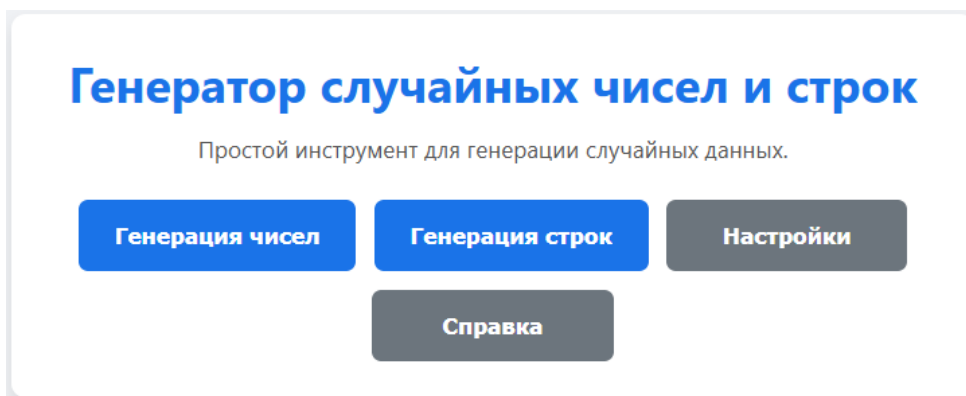 Генератор случайных чисел и строк
Простой инструмент для генерации случайных данных.
Генерация чисел
Генерация строк
Настройки
Справка